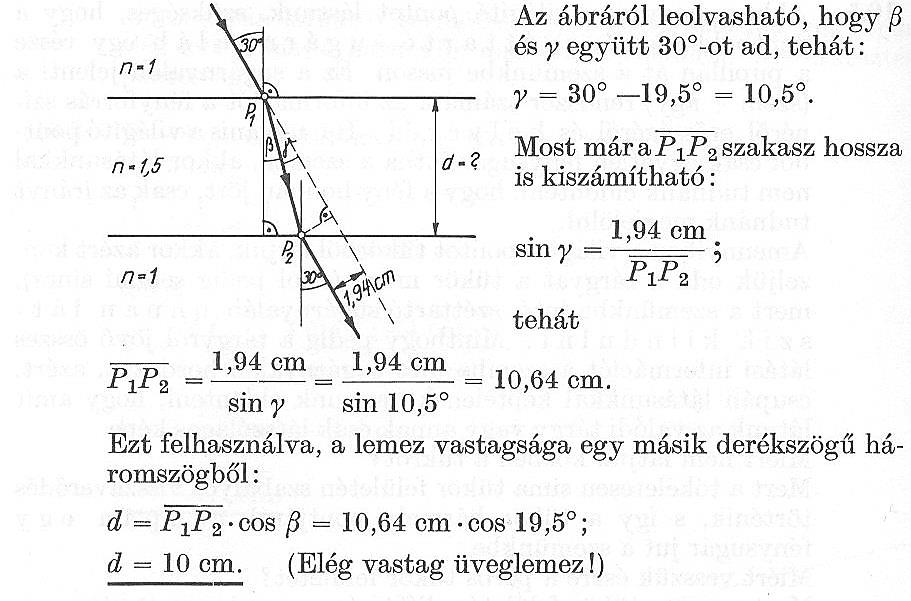 30°
n=1
P₁
β γ
n=1,5
d=?
P₂
n=1
30°
1,94 cm
Az ábráról leolvasható, hogy β
és γ együtt 30°-ot ad, tehát:
γ = 30° —19,5° = 10,5°.
Most már a P₁P₂ szakasz hossza
is kiszámítható:
sin γ = 1,94 cm / P₁P₂ ;
tehát
P₁P₂ = 1,94 cm / sin γ = 1,94 cm / sin 10,5° = 10,64 cm.
Ezt felhasználva, a lemez vastagsága egy másik derékszögű há-
romszögből:
d = P₁P₂ · cos β = 10,64 cm · cos 19,5° ;
d = 10 cm. (Elég vastag üveglemez!)